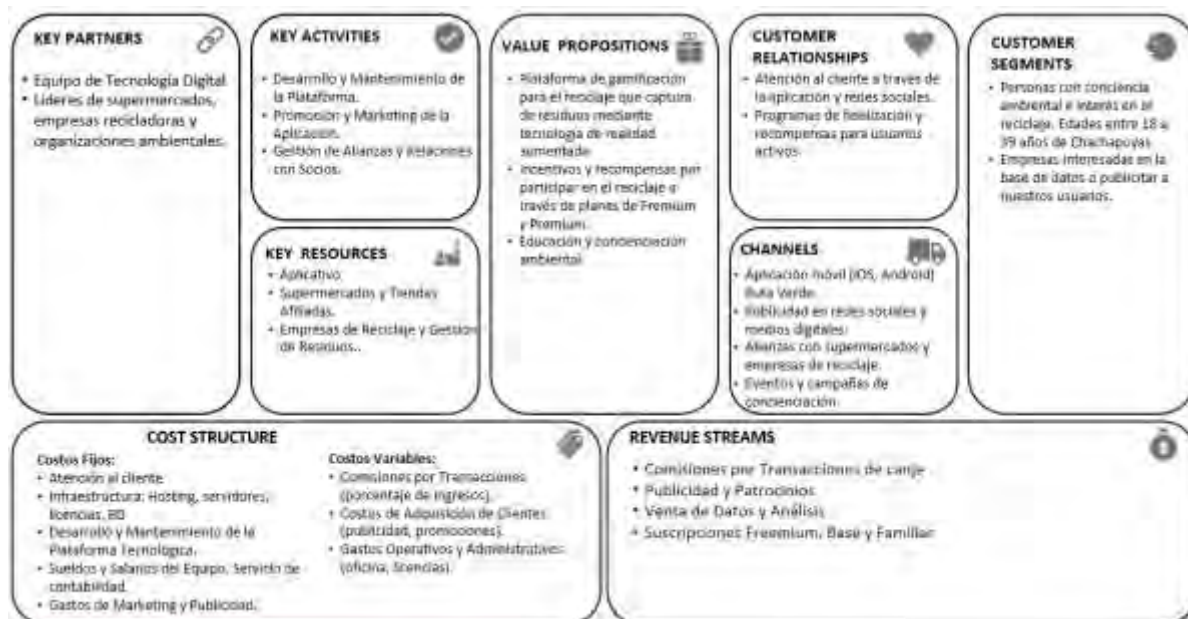 KEY PARTNERS
• Equipo de Tecnología Digital
• Líderes de supermercados,
empresas recicladoras y
organizaciones ambientales.
KEY ACTIVITIES
• Desarrollo y Mantenimiento de
la Plataforma.
• Promoción y Marketing de la
Aplicación.
• Gestión de Alianzas y Relaciones
con Socios.
KEY RESOURCES
• Aplicativo
• Supermercados y Tiendas
Afiliadas.
• Empresas de Reciclaje y Gestión
de Residuos..
VALUE PROPOSITIONS
• Plataforma de gamificación
para el reciclaje que captura
de residuos mediante
tecnología de realidad
aumentada
• Incentivos y recompensas por
participar en el reciclaje a
través de planes de Fremium
y Premium.
• Educación y concienciación
ambiental
CUSTOMER
RELATIONSHIPS
• Atención al cliente a traves de
la aplicación y redes sociales.
• Programas de fidelización y
recompensas para usuarios
activos.
CHANNELS
• Aplicación móvil (iOS, Android)
Ruta Verde.
• Publicidad en redes sociales y
medios digitales.
• Alianzas con supermercados y
empresas de reciclaje.
• Eventos y campañas de
concienciación.
CUSTOMER
SEGMENTS
• Personas con conciencia
ambiental e interés en el
reciclaje. Edades entre 18 a
39 años de Chachapoyas
• Empresas interesadas en la
base de datos o publicitar a
nuestros usuarios.
COST STRUCTURE
Costos Fijos:
• Atención al cliente
• Infraestructura: Hosting, servidores,
licencias, BD
• Desarrollo y Mantenimiento de la
Plataforma Tecnológica.
• Sueldos y Salarios del Equipo, Servicio de
contabilidad.
• Gastos de Marketing y Publicidad.
Costos Variables:
• Comisiones por Transacciones
(porcentaje de ingresos).
• Costos de Adquisición de Clientes
(publicidad, promociones).
• Gastos Operativos y Administrativos
(oficina, licencias).
REVENUE STREAMS
• Comisiones por Transacciones de canje
• Publicidad y Patrocinios
• Venta de Datos y Análisis
• Suscripciones Freemium, Base y Familiar